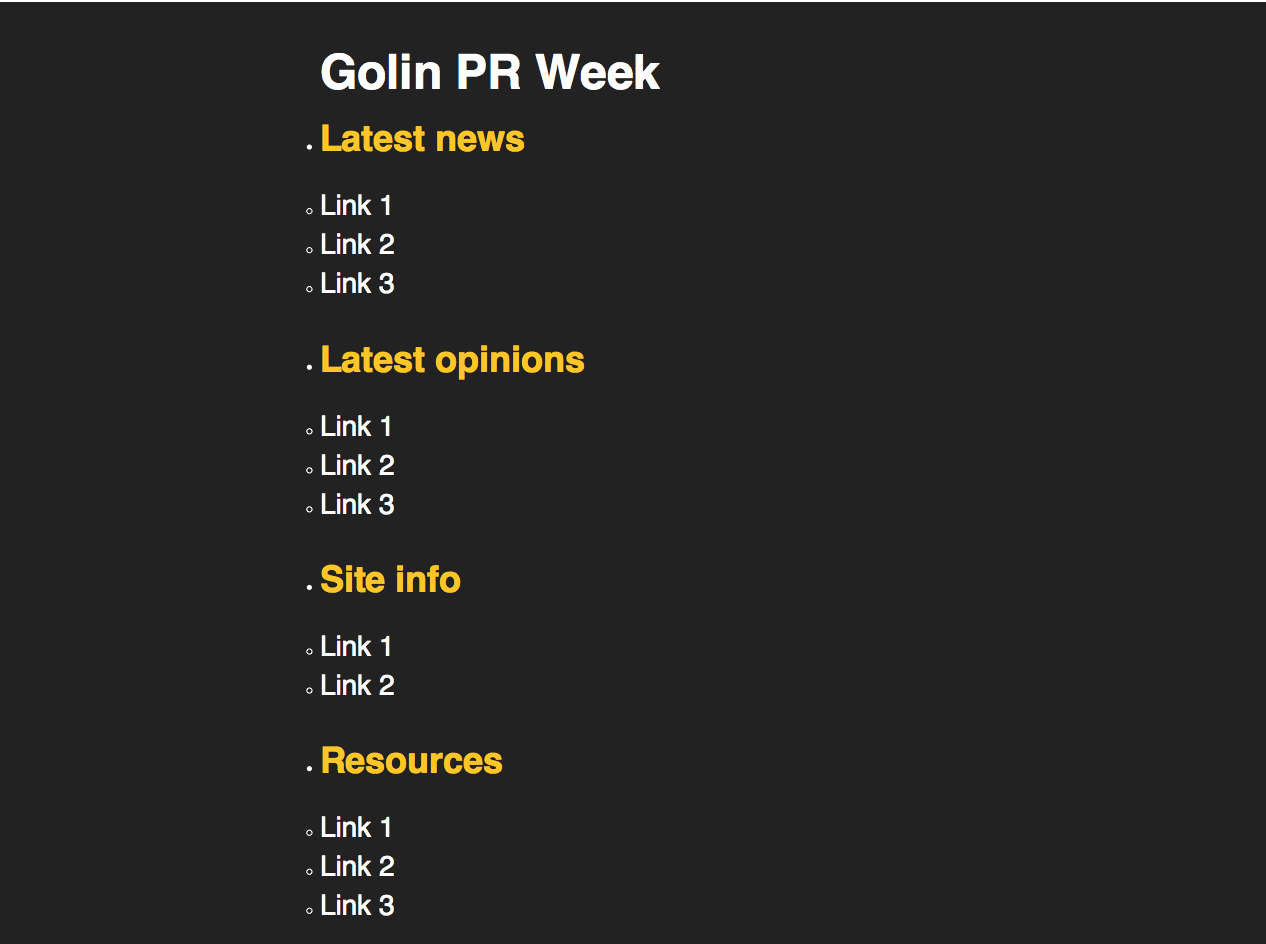 Golin PR Week
Latest news
Link 1
Link 2
Link 3
Latest opinions
Link 1
Link 2
Link 3
Site info
Link 1
Link 2
Resources
Link 1
Link 2
Link 3